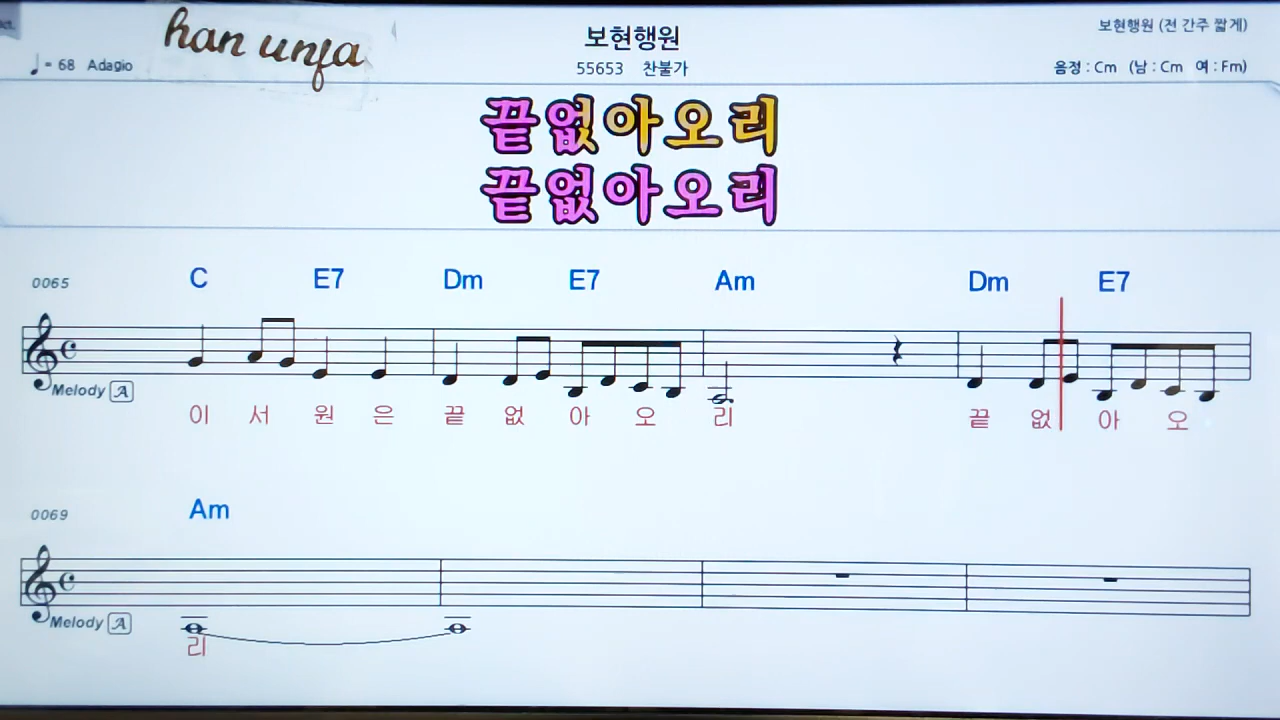 han unfa
보현행원
보현행원 (전 간주 짧게)
♩= 68 Adagio
55653 찬불가
음정 : Cm (남 : Cm 여 : Fm)
끝없아오리
끝없아오리
0065 C E7 Dm E7 Am Dm E7
Melody A
이 서 원 은 끝 없 아 오 리 끝 없 아 오
0069 Am
Melody A
리